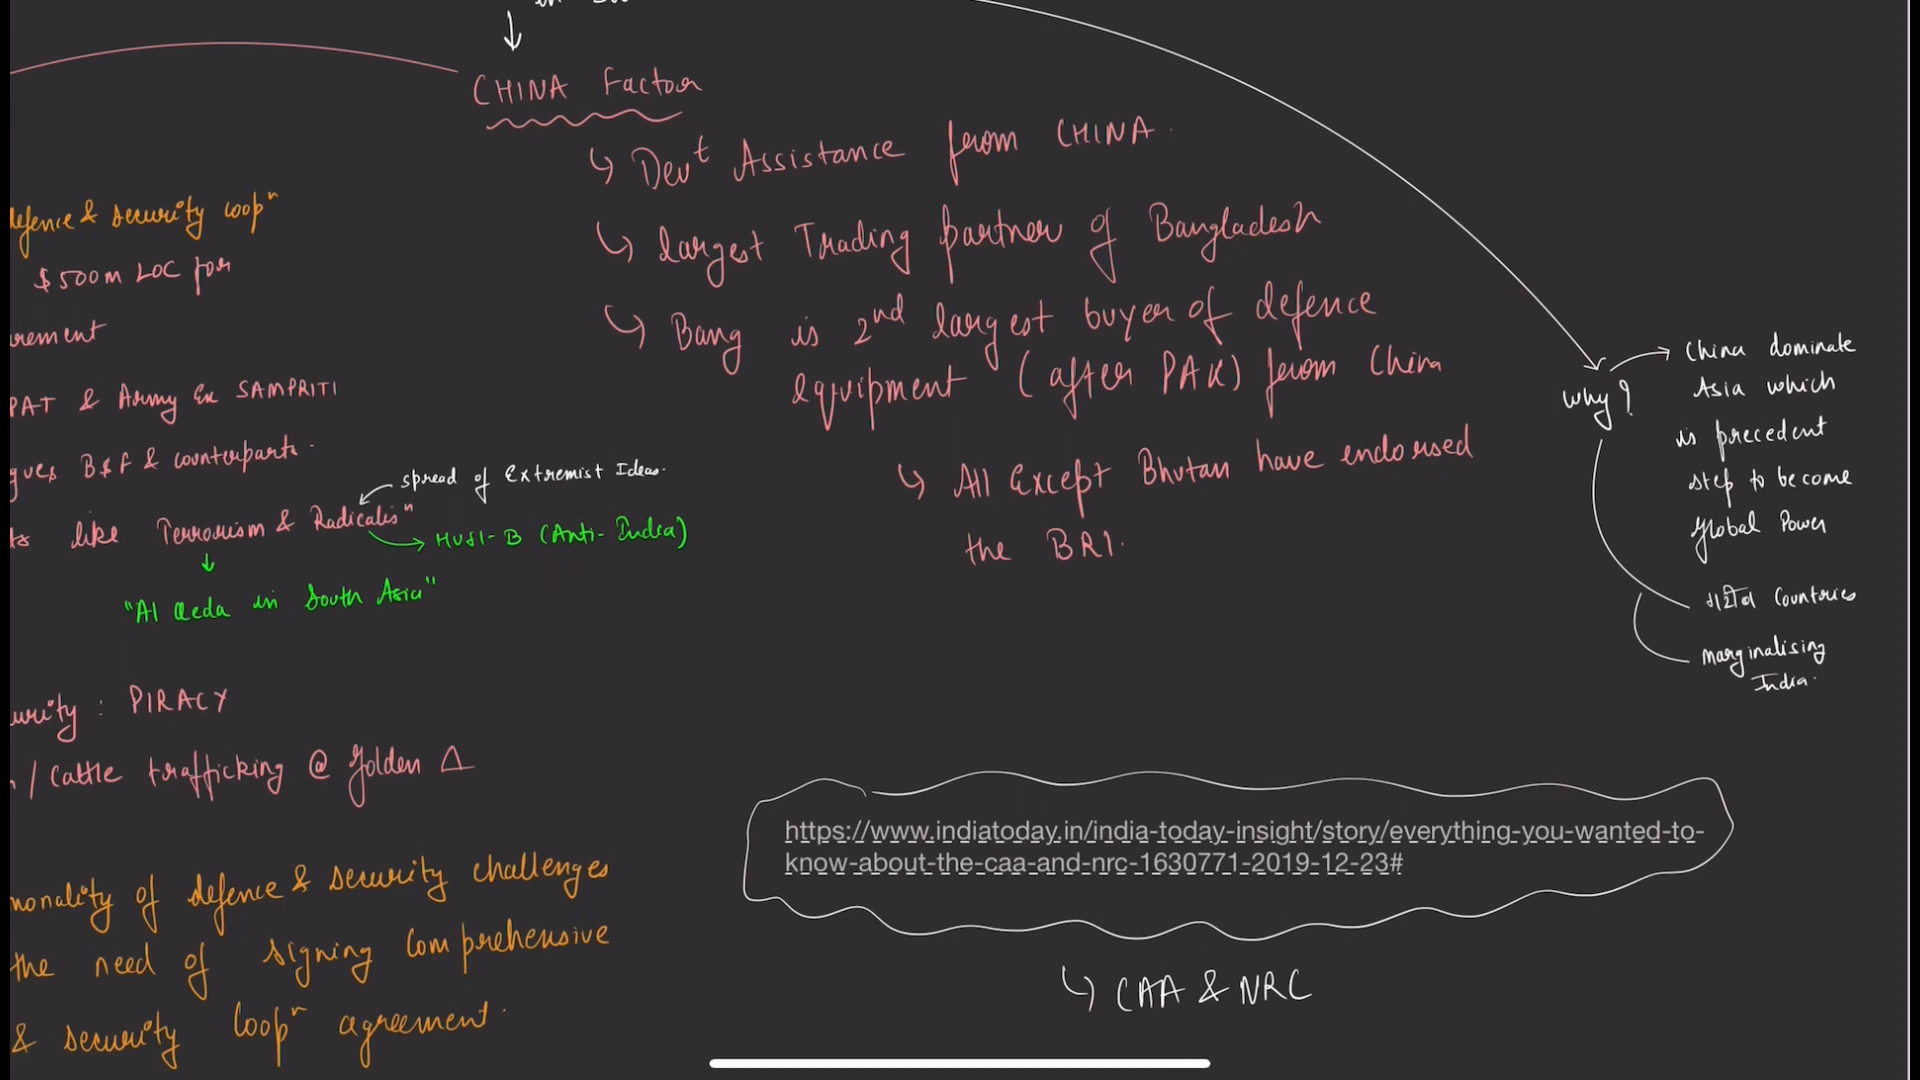 CHINA Factor
↳ Devt Assistance from CHINA.
↳ largest Trading partner of Bangladesh
↳ Bang is 2nd largest buyer of defence
equipment (after PAK) from China
↳ All Except Bhutan have endorsed
the BRI.
defence & security coopn
$500m LOC for
rement
PAT & Army Ex SAMPRITI
gues BSF & counterparts.
spread of Extremist Ideas.
ts like Terrorism & Radicalisn
→ HUJI-B (Anti-India)
"Al Qeda in South Asia"
urity : PIRACY
n / Cattle trafficking @ Golden Δ
monality of defence & security challenges
the need of signing comprehensive
& security coopn agreement.
Why?
China dominate
Asia which
is precedent
step to become
Global Power
Countries
marginalising
India.
https://www.indiatoday.in/india-today-insight/story/everything-you-wanted-to-
know-about-the-caa-and-nrc-1630771-2019-12-23#
↳ CAA & NRC